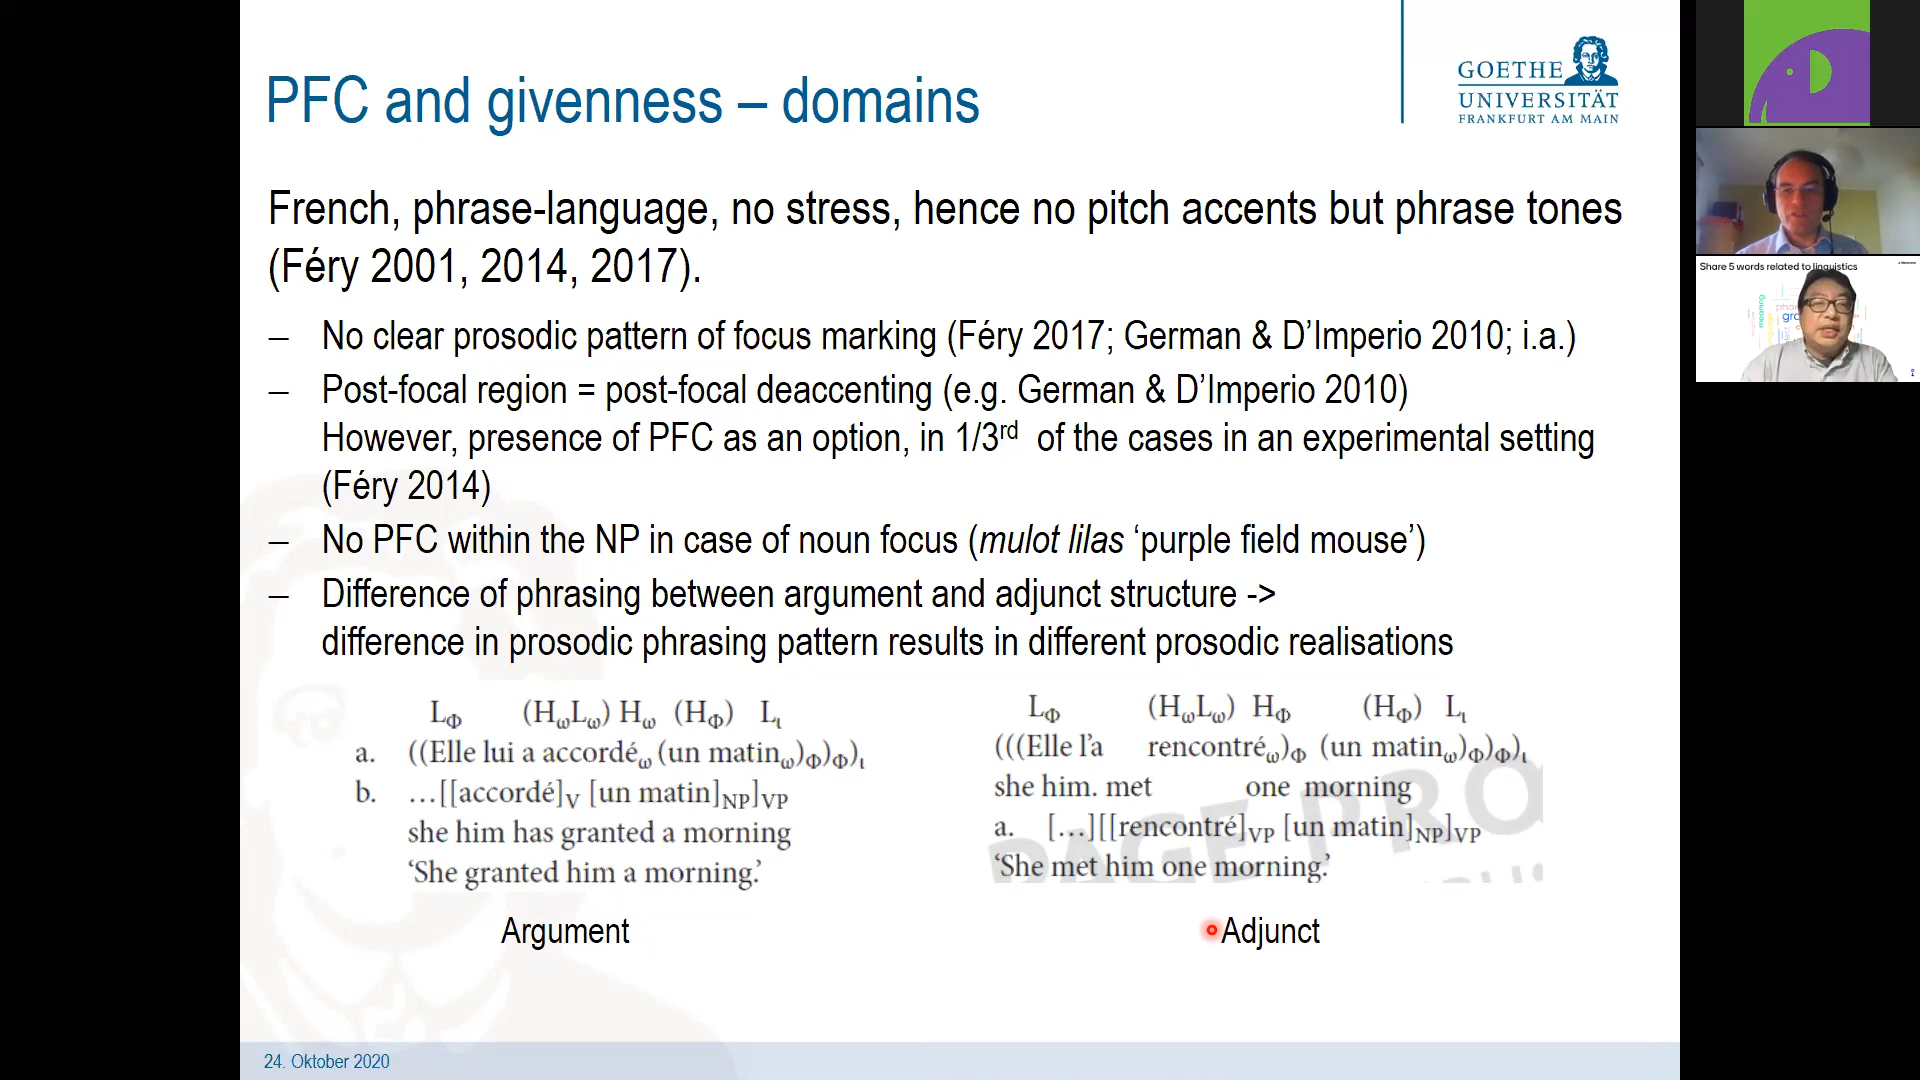 PFC and givenness – domains
GOETHE
UNIVERSITÄT
FRANKFURT AM MAIN
French, phrase-language, no stress, hence no pitch accents but phrase tones
(Féry 2001, 2014, 2017).
– No clear prosodic pattern of focus marking (Féry 2017; German & D’Imperio 2010; i.a.)
– Post-focal region = post-focal deaccenting (e.g. German & D’Imperio 2010)
However, presence of PFC as an option, in 1/3rd of the cases in an experimental setting
(Féry 2014)
– No PFC within the NP in case of noun focus (mulot lilas ‘purple field mouse’)
– Difference of phrasing between argument and adjunct structure ->
difference in prosodic phrasing pattern results in different prosodic realisations
LΦ (HωLω) Hω (HΦ) Lι
a. ((Elle lui a accordéω (un matinω)Φ)Φ)ι
b. …[[accordé]V [un matin]NP]VP
she him has granted a morning
‘She granted him a morning.’
Argument
LΦ (HωLω) HΦ (HΦ) Lι
(((Elle l’a rencontréω)Φ (un matinω)Φ)Φ)ι
she him. met one morning
a. […][[rencontré]VP [un matin]NP]VP
‘She met him one morning.’
PAGE PRO
Adjunct
24. Oktober 2020
Share 5 words related to linguistics
meaning